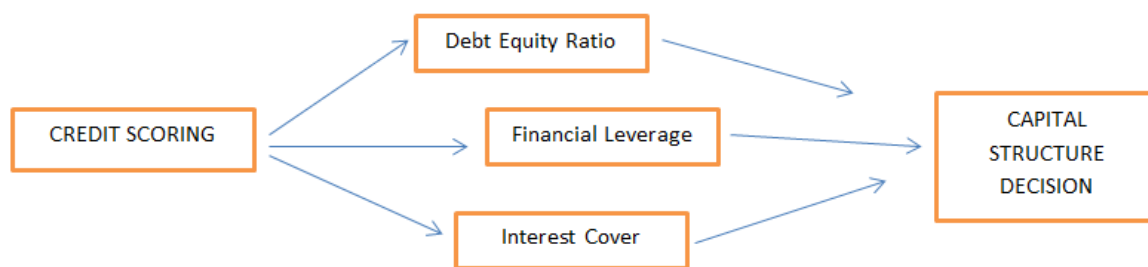 Debt Equity Ratio
CREDIT SCORING
Financial Leverage
CAPITAL
STRUCTURE
DECISION
Interest Cover